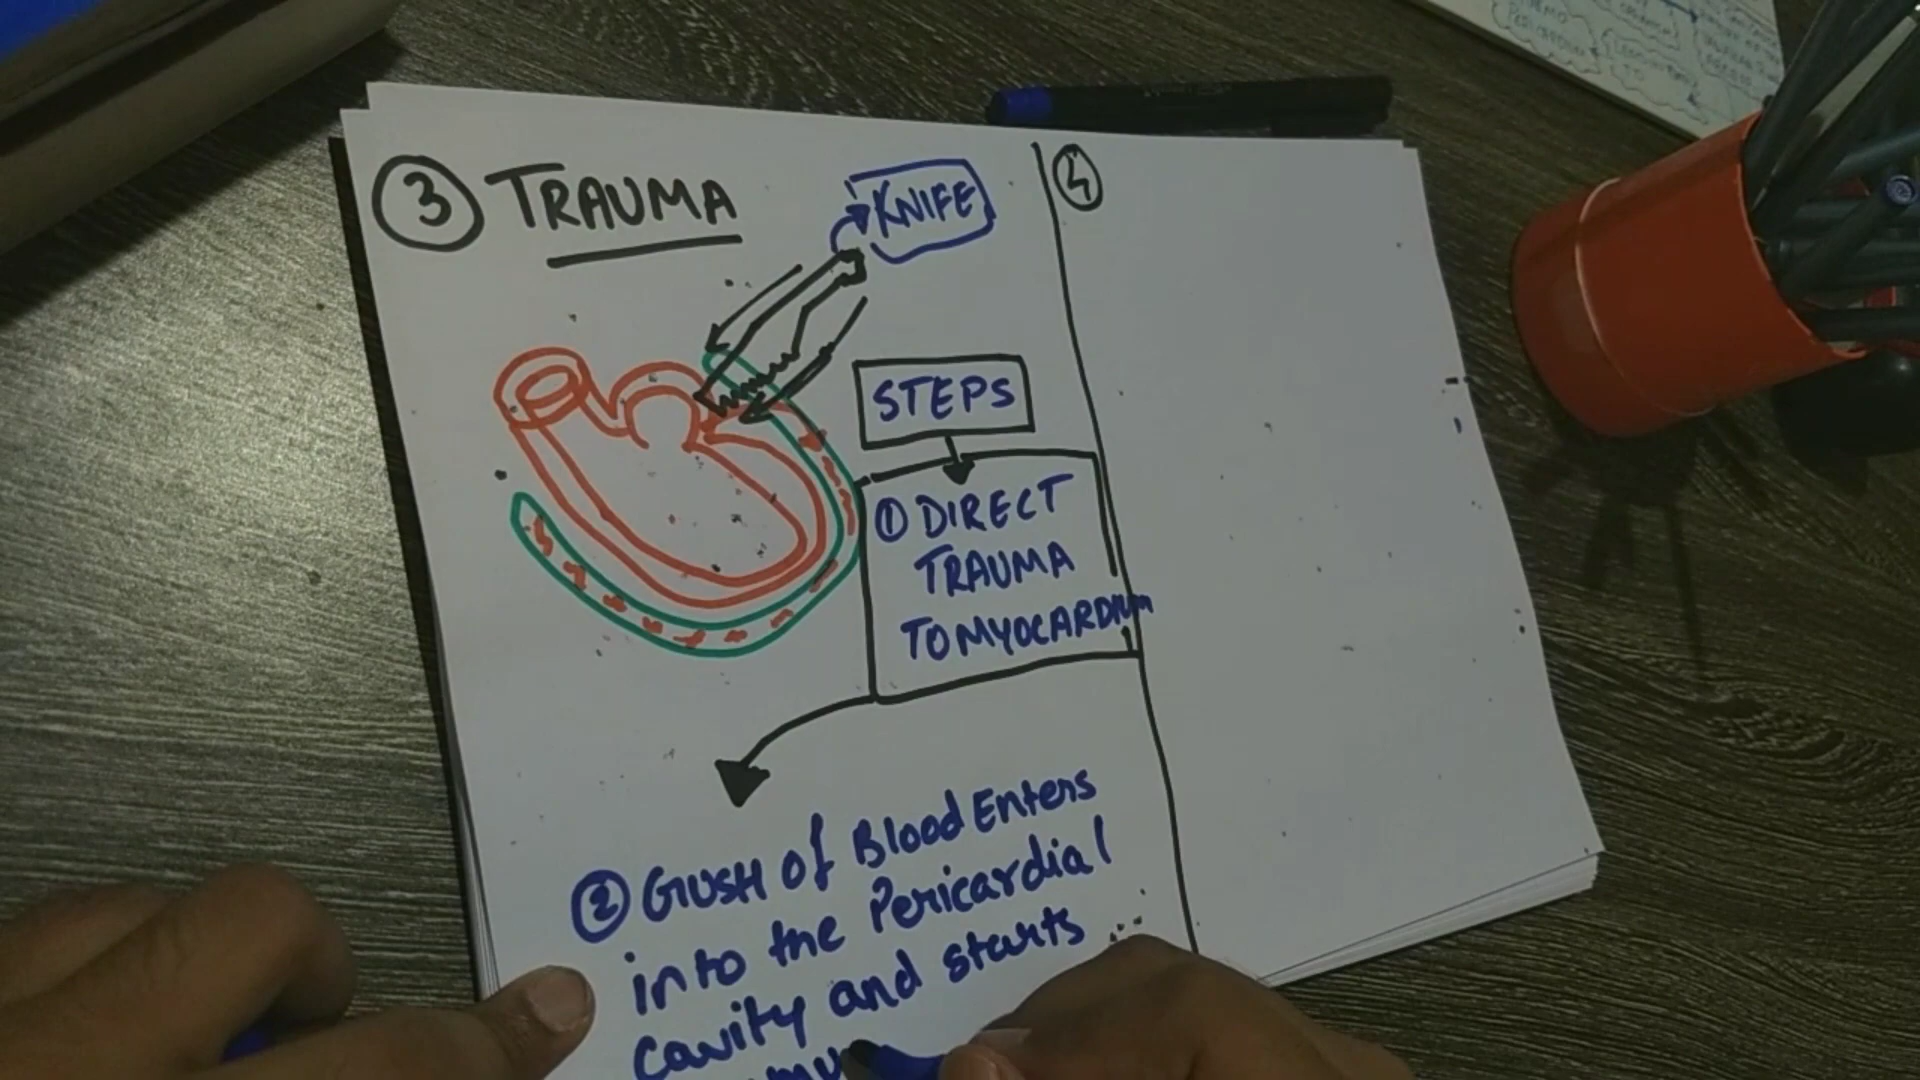 ③ TRAUMA
KNIFE
STEPS
① DIRECT
TRAUMA
TO MYOCARDIUM
② GUSH of Blood Enters
into the Pericardial
cavity and starts
④